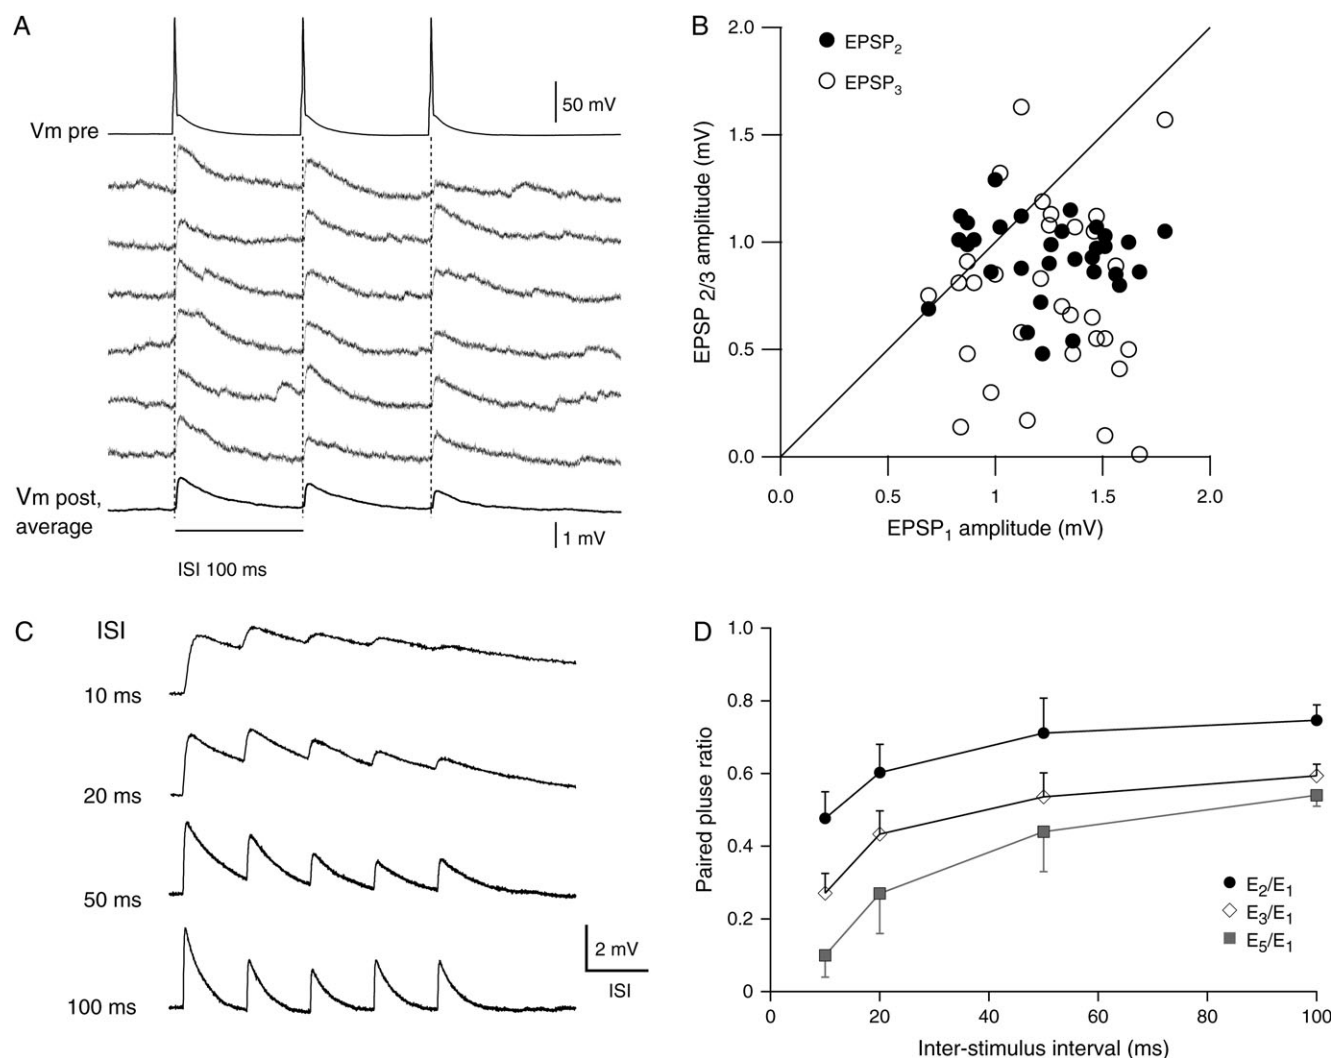 A
50 mV
Vm pre
Vm post,
average
1 mV
ISI 100 ms
B
2.0
1.5
1.0
0.5
0.0
EPSP 2/3 amplitude (mV)
EPSP2
EPSP3
0.0 0.5 1 1.5 2.0
EPSP1 amplitude (mV)
C
ISI
10 ms
20 ms
50 ms
100 ms
2 mV
ISI
D
1.0
0.8
0.6
0.4
0.2
0
Paired pluse ratio
E2/E1
E3/E1
E5/E1
0 20 40 60 80 100
Inter-stimulus interval (ms)